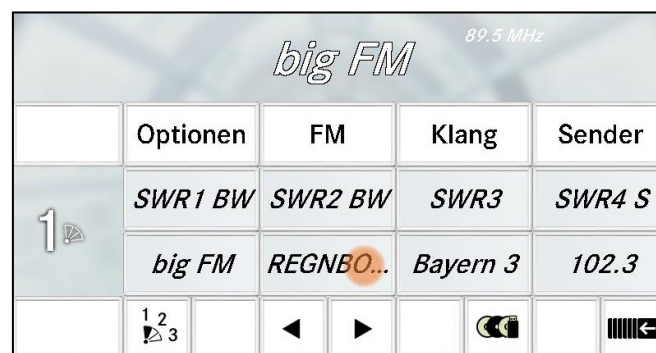 89.5 MHz
big FM
Optionen FM Klang Sender
SWR1 BW SWR2 BW SWR3 SWR4 S
1
big FM REGNBO... Bayern 3 102.3
1 2 3